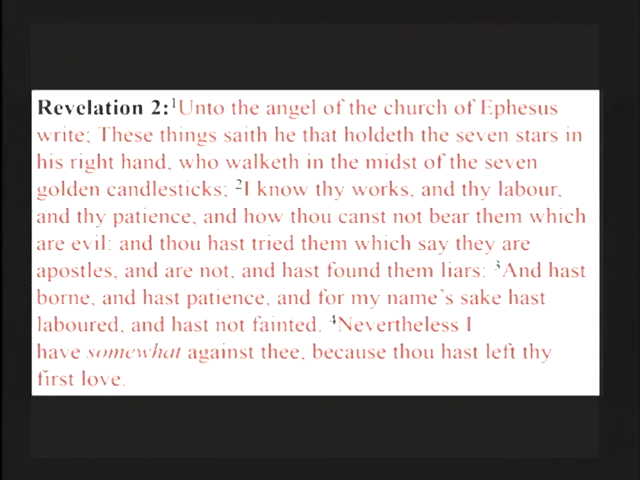 Revelation 2:¹Unto the angel of the church of Ephesus
write; These things saith he that holdeth the seven stars in
his right hand, who walketh in the midst of the seven
golden candlesticks; ²I know thy works, and thy labour,
and thy patience, and how thou canst not bear them which
are evil: and thou hast tried them which say they are
apostles, and are not, and hast found them liars: ³And hast
borne, and hast patience, and for my name`s sake hast
laboured, and hast not fainted. ⁴Nevertheless I
have somewhat against thee, because thou hast left thy
first love.